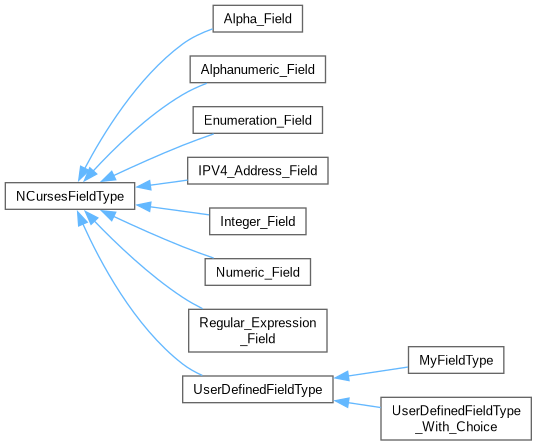 Alpha_Field
Alphanumeric_Field
Enumeration_Field
IPV4_Address_Field
NCursesFieldType
Integer_Field
Numeric_Field
Regular_Expression
_Field
MyFieldType
UserDefinedFieldType
UserDefinedFieldType
_With_Choice